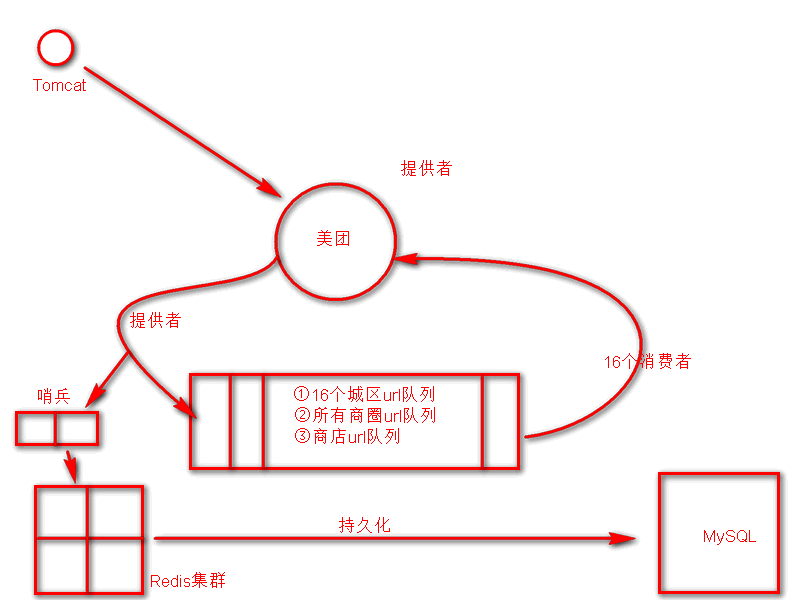 Tomcat
提供者
美团
提供者
16个消费者
哨兵
①16个城区url队列
②所有商圈url队列
③商店url队列
持久化
MySQL
Redis集群